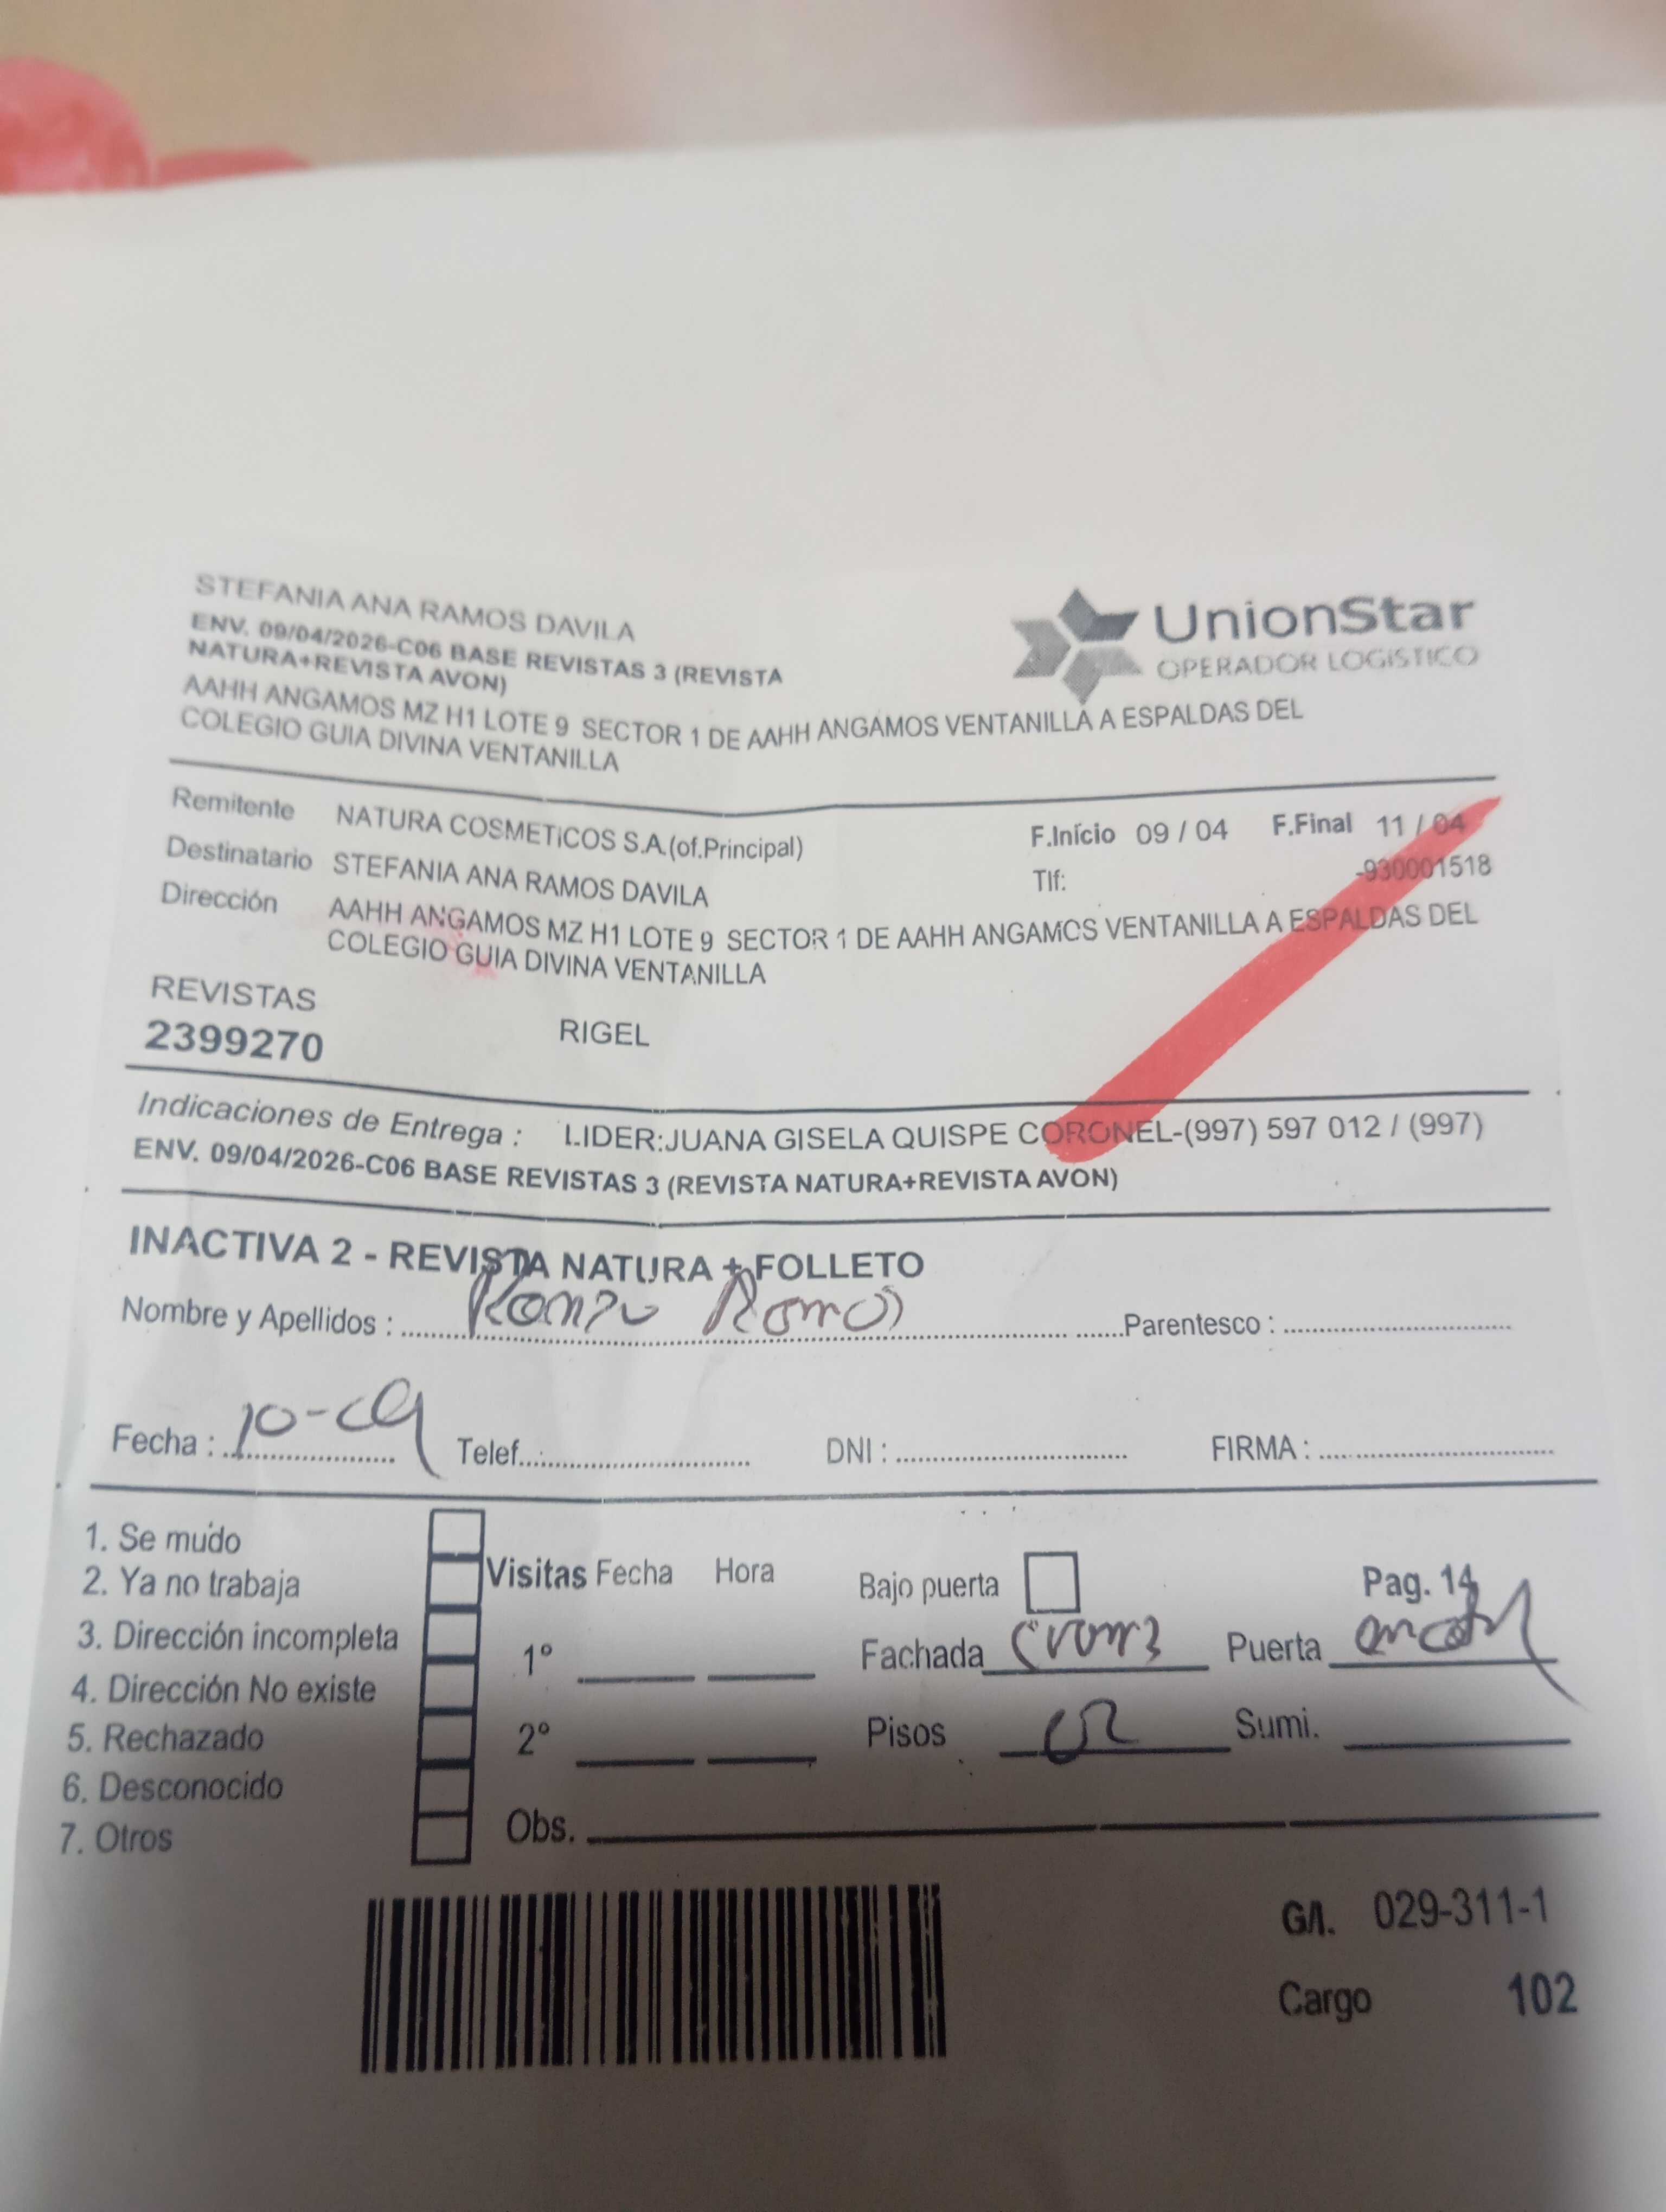 STEFANIA ANA RAMOS DAVILA
ENV. 09/04/2026-C06 BASE REVISTAS 3 (REVISTA
NATURA+REVISTA AVON)
AAHH ANGAMOS MZ H1 LOTE 9 SECTOR 1 DE AAHH ANGAMOS VENTANILLA A ESPALDAS DEL
COLEGIO GUIA DIVINA VENTANILLA
UnionStar
OPERADOR LOGISTICO
Remitente NATURA COSMETICOS S.A.(of.Principal)
F.Início 09 / 04 F.Final 11 / 04
Destinatario STEFANIA ANA RAMOS DAVILA
Tlf: -930001518
Dirección AAHH ANGAMOS MZ H1 LOTE 9 SECTOR 1 DE AAHH ANGAMOS VENTANILLA A ESPALDAS DEL
COLEGIO GUIA DIVINA VENTANILLA
REVISTAS
2399270 RIGEL
Indicaciones de Entrega : LIDER:JUANA GISELA QUISPE CORONEL-(997) 597 012 / (997)
ENV. 09/04/2026-C06 BASE REVISTAS 3 (REVISTA NATURA+REVISTA AVON)
INACTIVA 2 - REVISTA NATURA + FOLLETO
Nombre y Apellidos : Ramos Parentesco :
Fecha : 10-04 Telef. : DNI : FIRMA :
1. Se mudo
2. Ya no trabaja
3. Dirección incompleta
4. Dirección No existe
5. Rechazado
6. Desconocido
7. Otros
Visitas Fecha Hora
1°
2°
Obs.
Bajo puerta Pag. 14
Fachada Puerta
Pisos 02 Sumi.
G/I. 029-311-1
Cargo 102